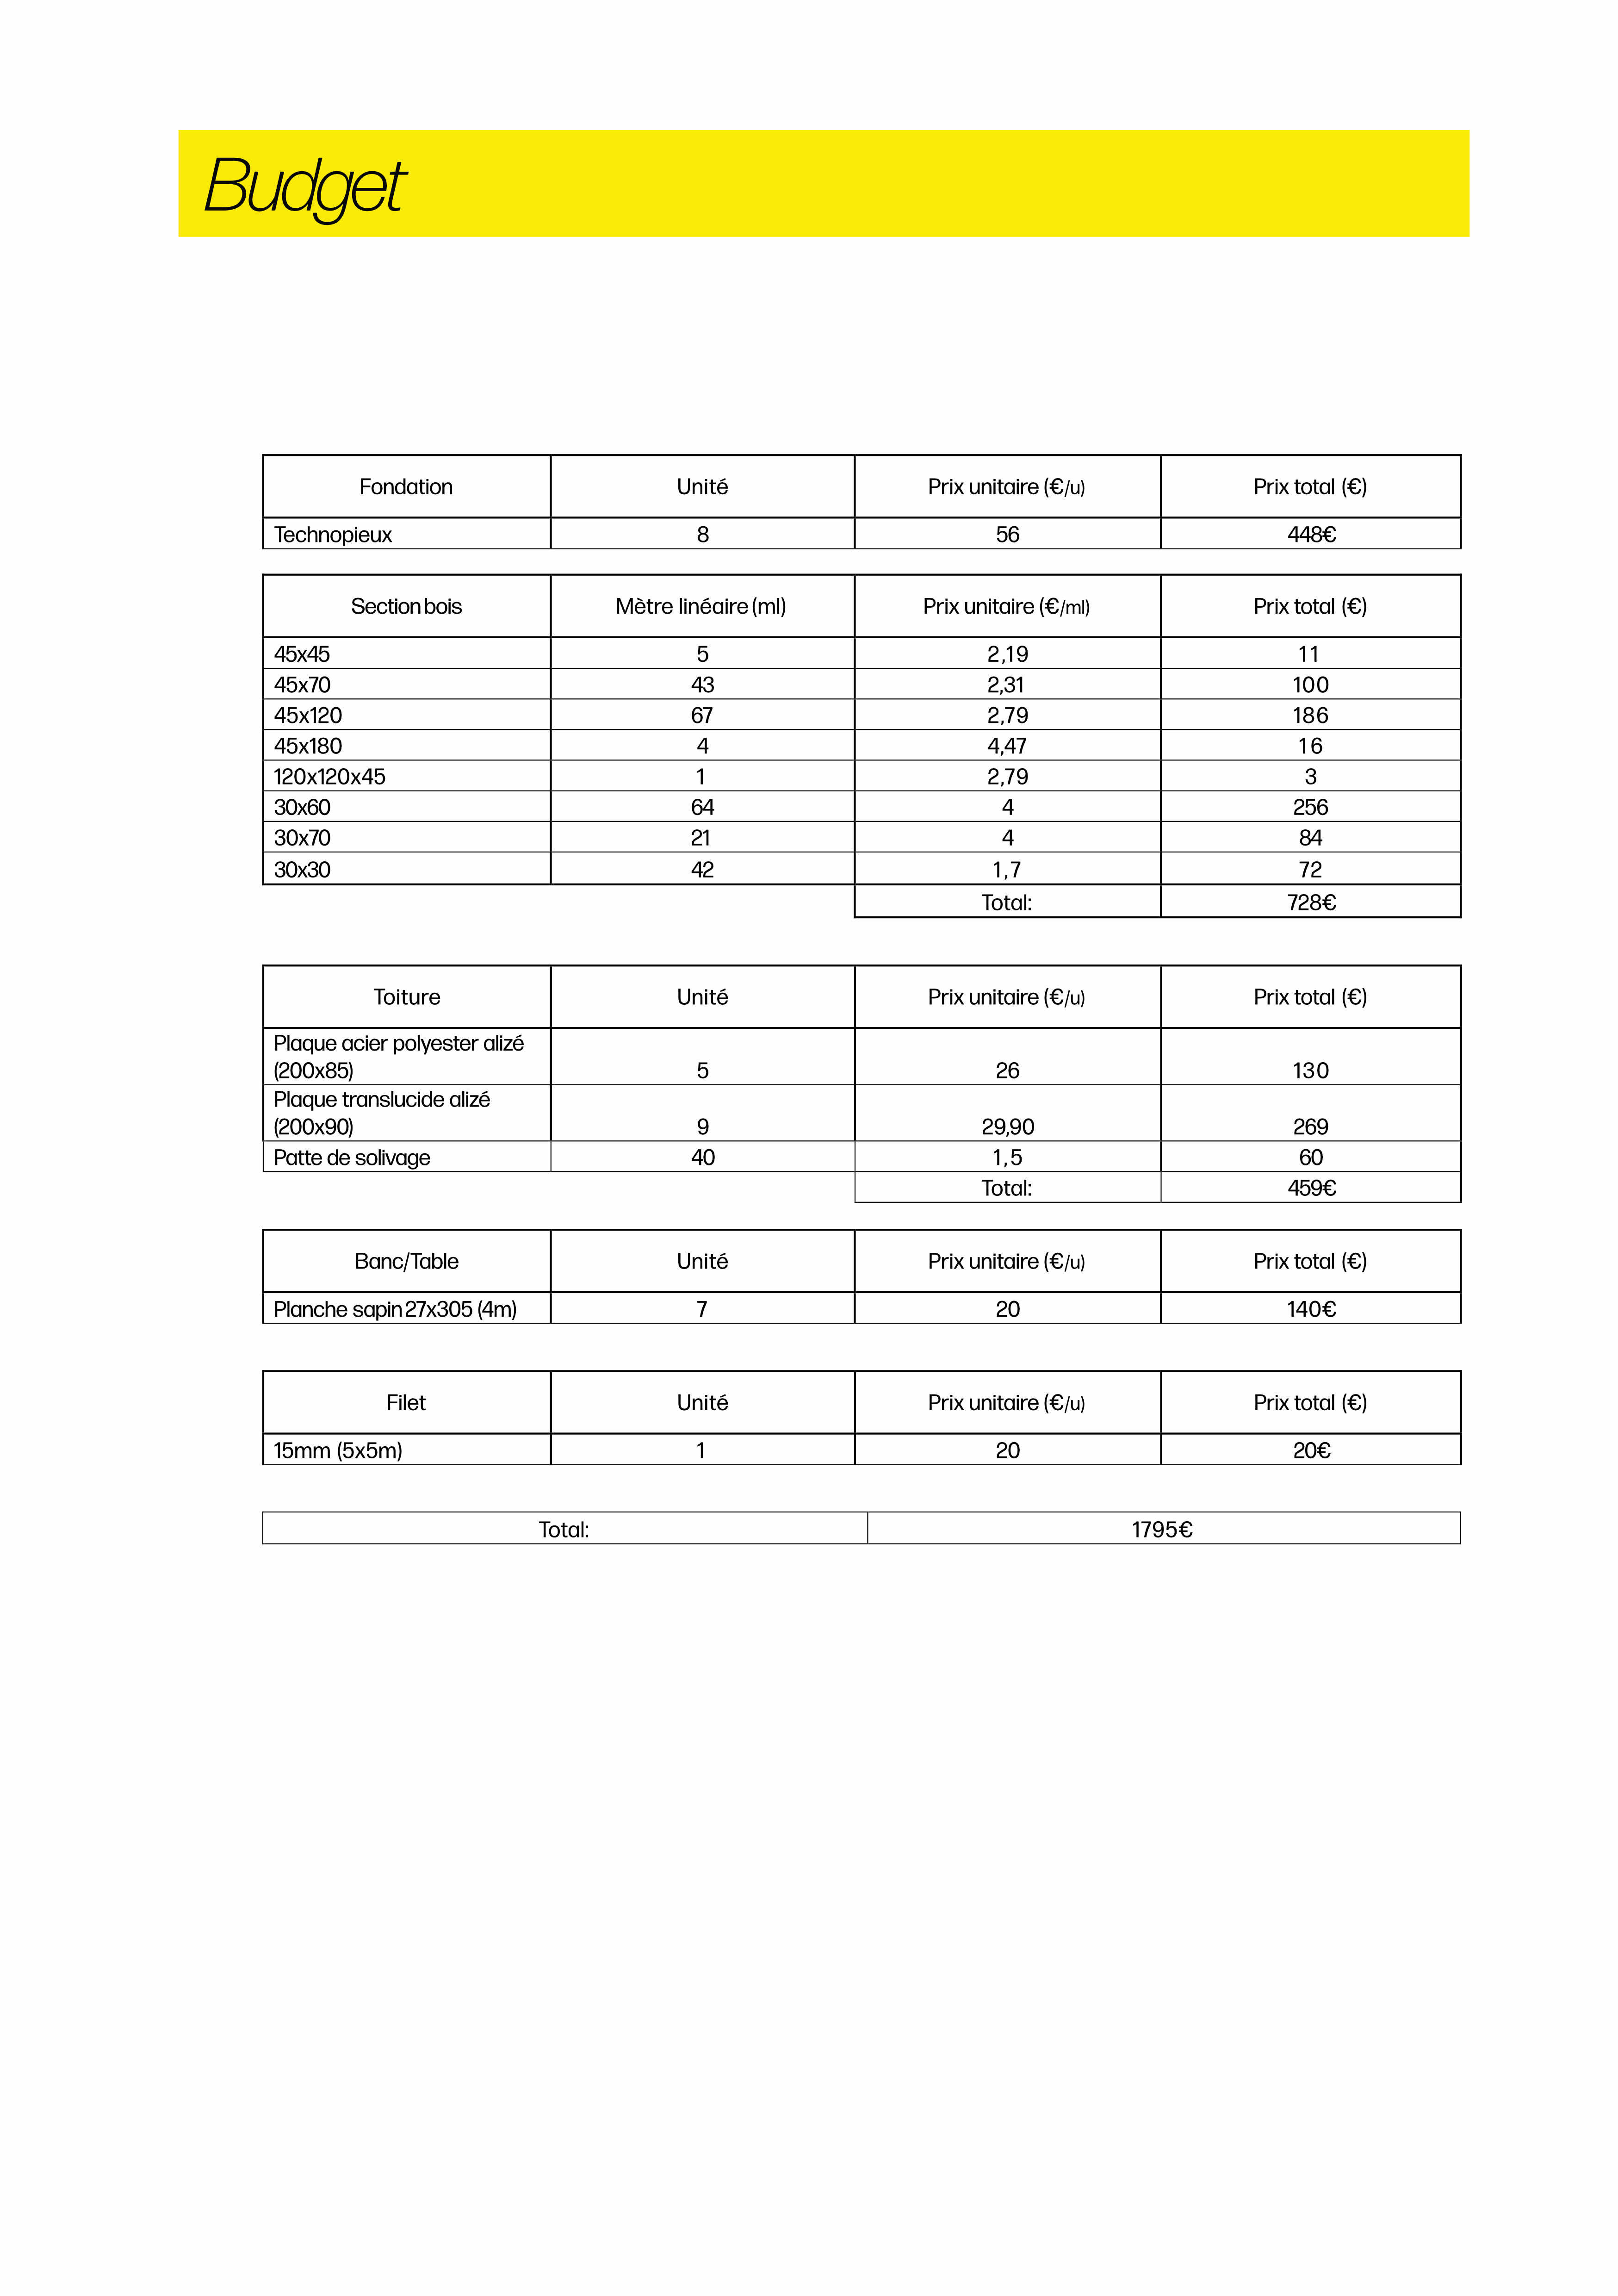 Budget
Fondation Unité Prix unitaire (€/u) Prix total (€)
Technopieux 8 56 448€
Section bois Mètre linéaire (ml) Prix unitaire (€/ml) Prix total (€)
45x45 5 2,19 11
45x70 43 2,31 100
45x120 67 2,79 186
45x180 4 4,47 16
120x120x45 1 2,79 3
30x60 64 4 256
30x70 21 4 84
30x30 42 1,7 72
Total: 728€
Toiture Unité Prix unitaire (€/u) Prix total (€)
Plaque acier polyester alizé
(200x85) 5 26 130
Plaque translucide alizé
(200x90) 9 29,90 269
Patte de solivage 40 1,5 60
Total: 459€
Banc/Table Unité Prix unitaire (€/u) Prix total (€)
Planche sapin 27x305 (4m) 7 20 140€
Filet Unité Prix unitaire (€/u) Prix total (€)
15mm (5x5m) 1 20 20€
Total: 1795€